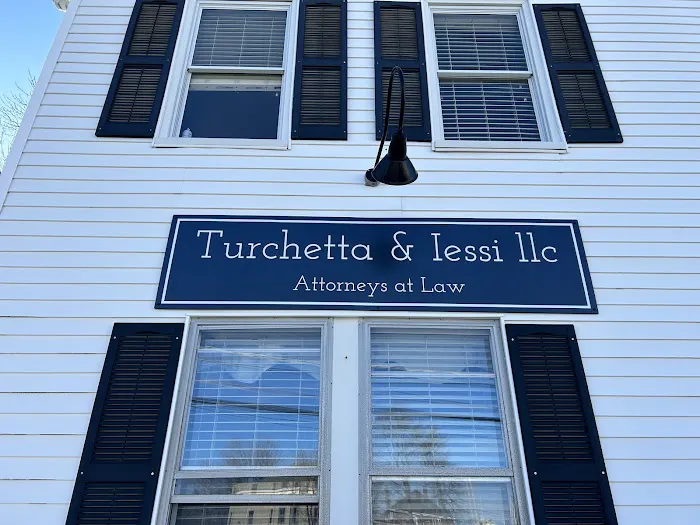 Turchetta & Iessi llc
Attorneys at Law